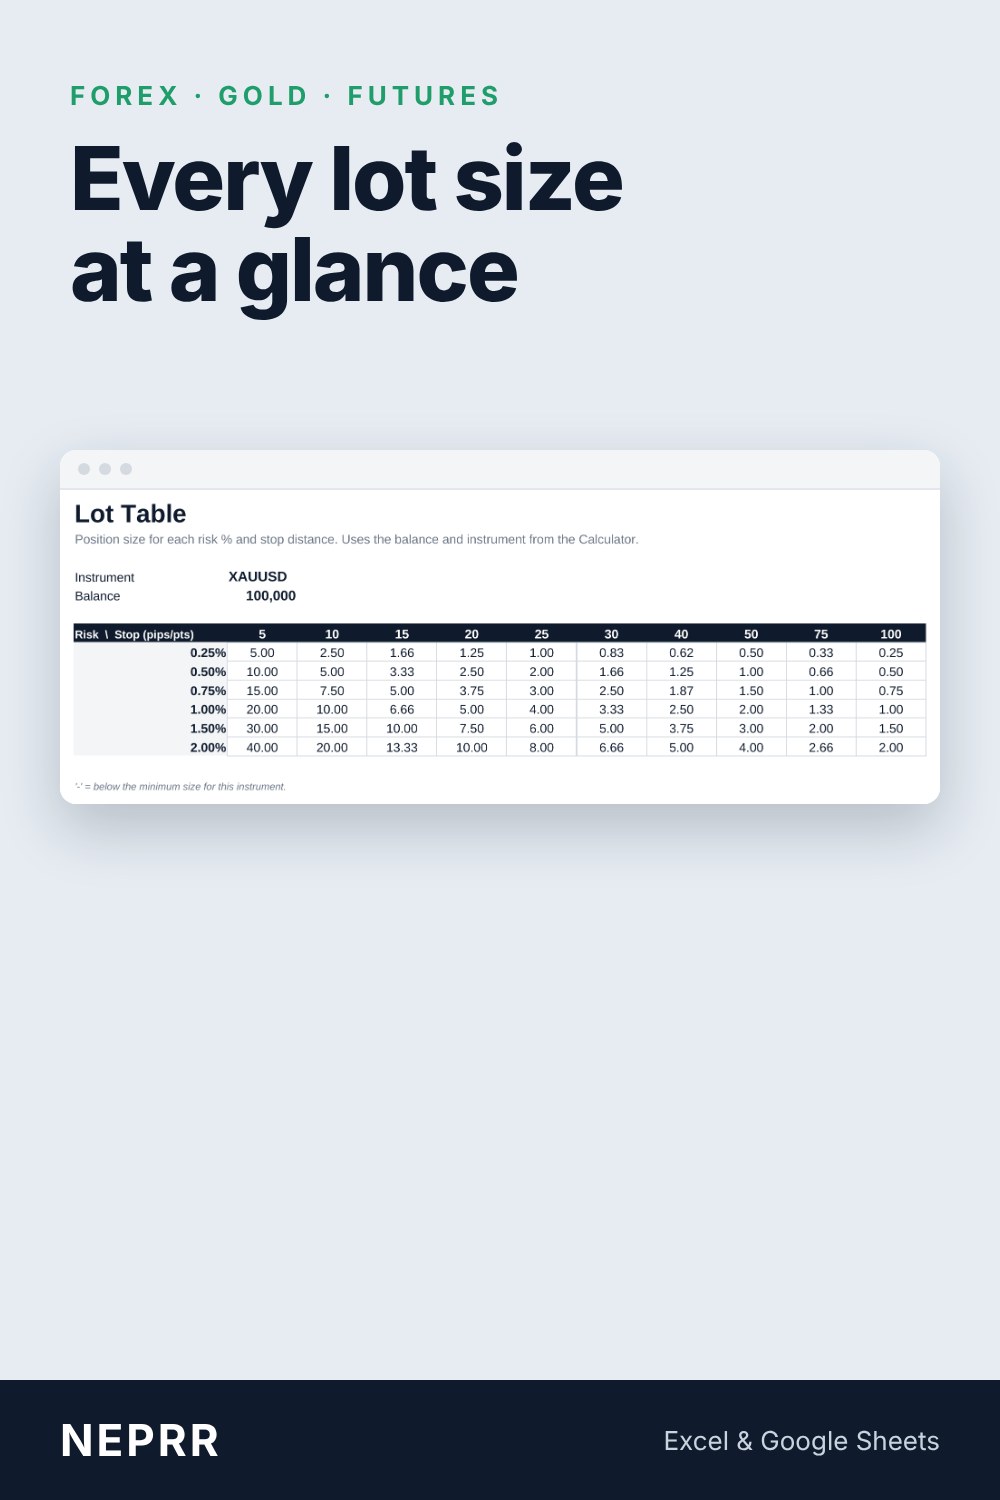 FOREX · GOLD · FUTURES
Every lot size
at a glance
Lot Table
Position size for each risk % and stop distance. Uses the balance and instrument from the Calculator.
Instrument XAUUSD
Balance 100,000
Risk \ Stop (pips/pts) 5 10 15 20 25 30 40 50 75 100
0.25% 5.00 2.50 1.66 1.25 1.00 0.83 0.62 0.50 0.33 0.25
0.50% 10.00 5.00 3.33 2.50 2.00 1.66 1.25 1.00 0.66 0.50
0.75% 15.00 7.50 5.00 3.75 3.00 2.50 1.87 1.50 1.00 0.75
1.00% 20.00 10.00 6.66 5.00 4.00 3.33 2.50 2.00 1.33 1.00
1.50% 30.00 15.00 10.00 7.50 6.00 5.00 3.75 3.00 2.00 1.50
2.00% 40.00 20.00 13.33 10.00 8.00 6.66 5.00 4.00 2.66 2.00
'-' = below the minimum size for this instrument.
NEPRR
Excel & Google Sheets